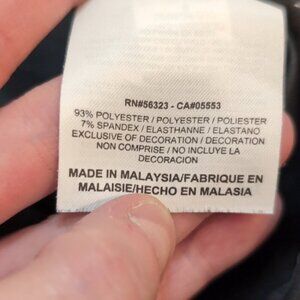 RN#56323 - CA#05553
93% POLYESTER / POLYESTER / POLIESTER
7% SPANDEX / ELASTHANNE / ELASTANO
EXCLUSIVE OF DECORATION / DECORATION
NON COMPRISE / NO INCLUYE LA
DECORACION
MADE IN MALAYSIA/FABRIQUE EN
MALAISIE/HECHO EN MALASIA